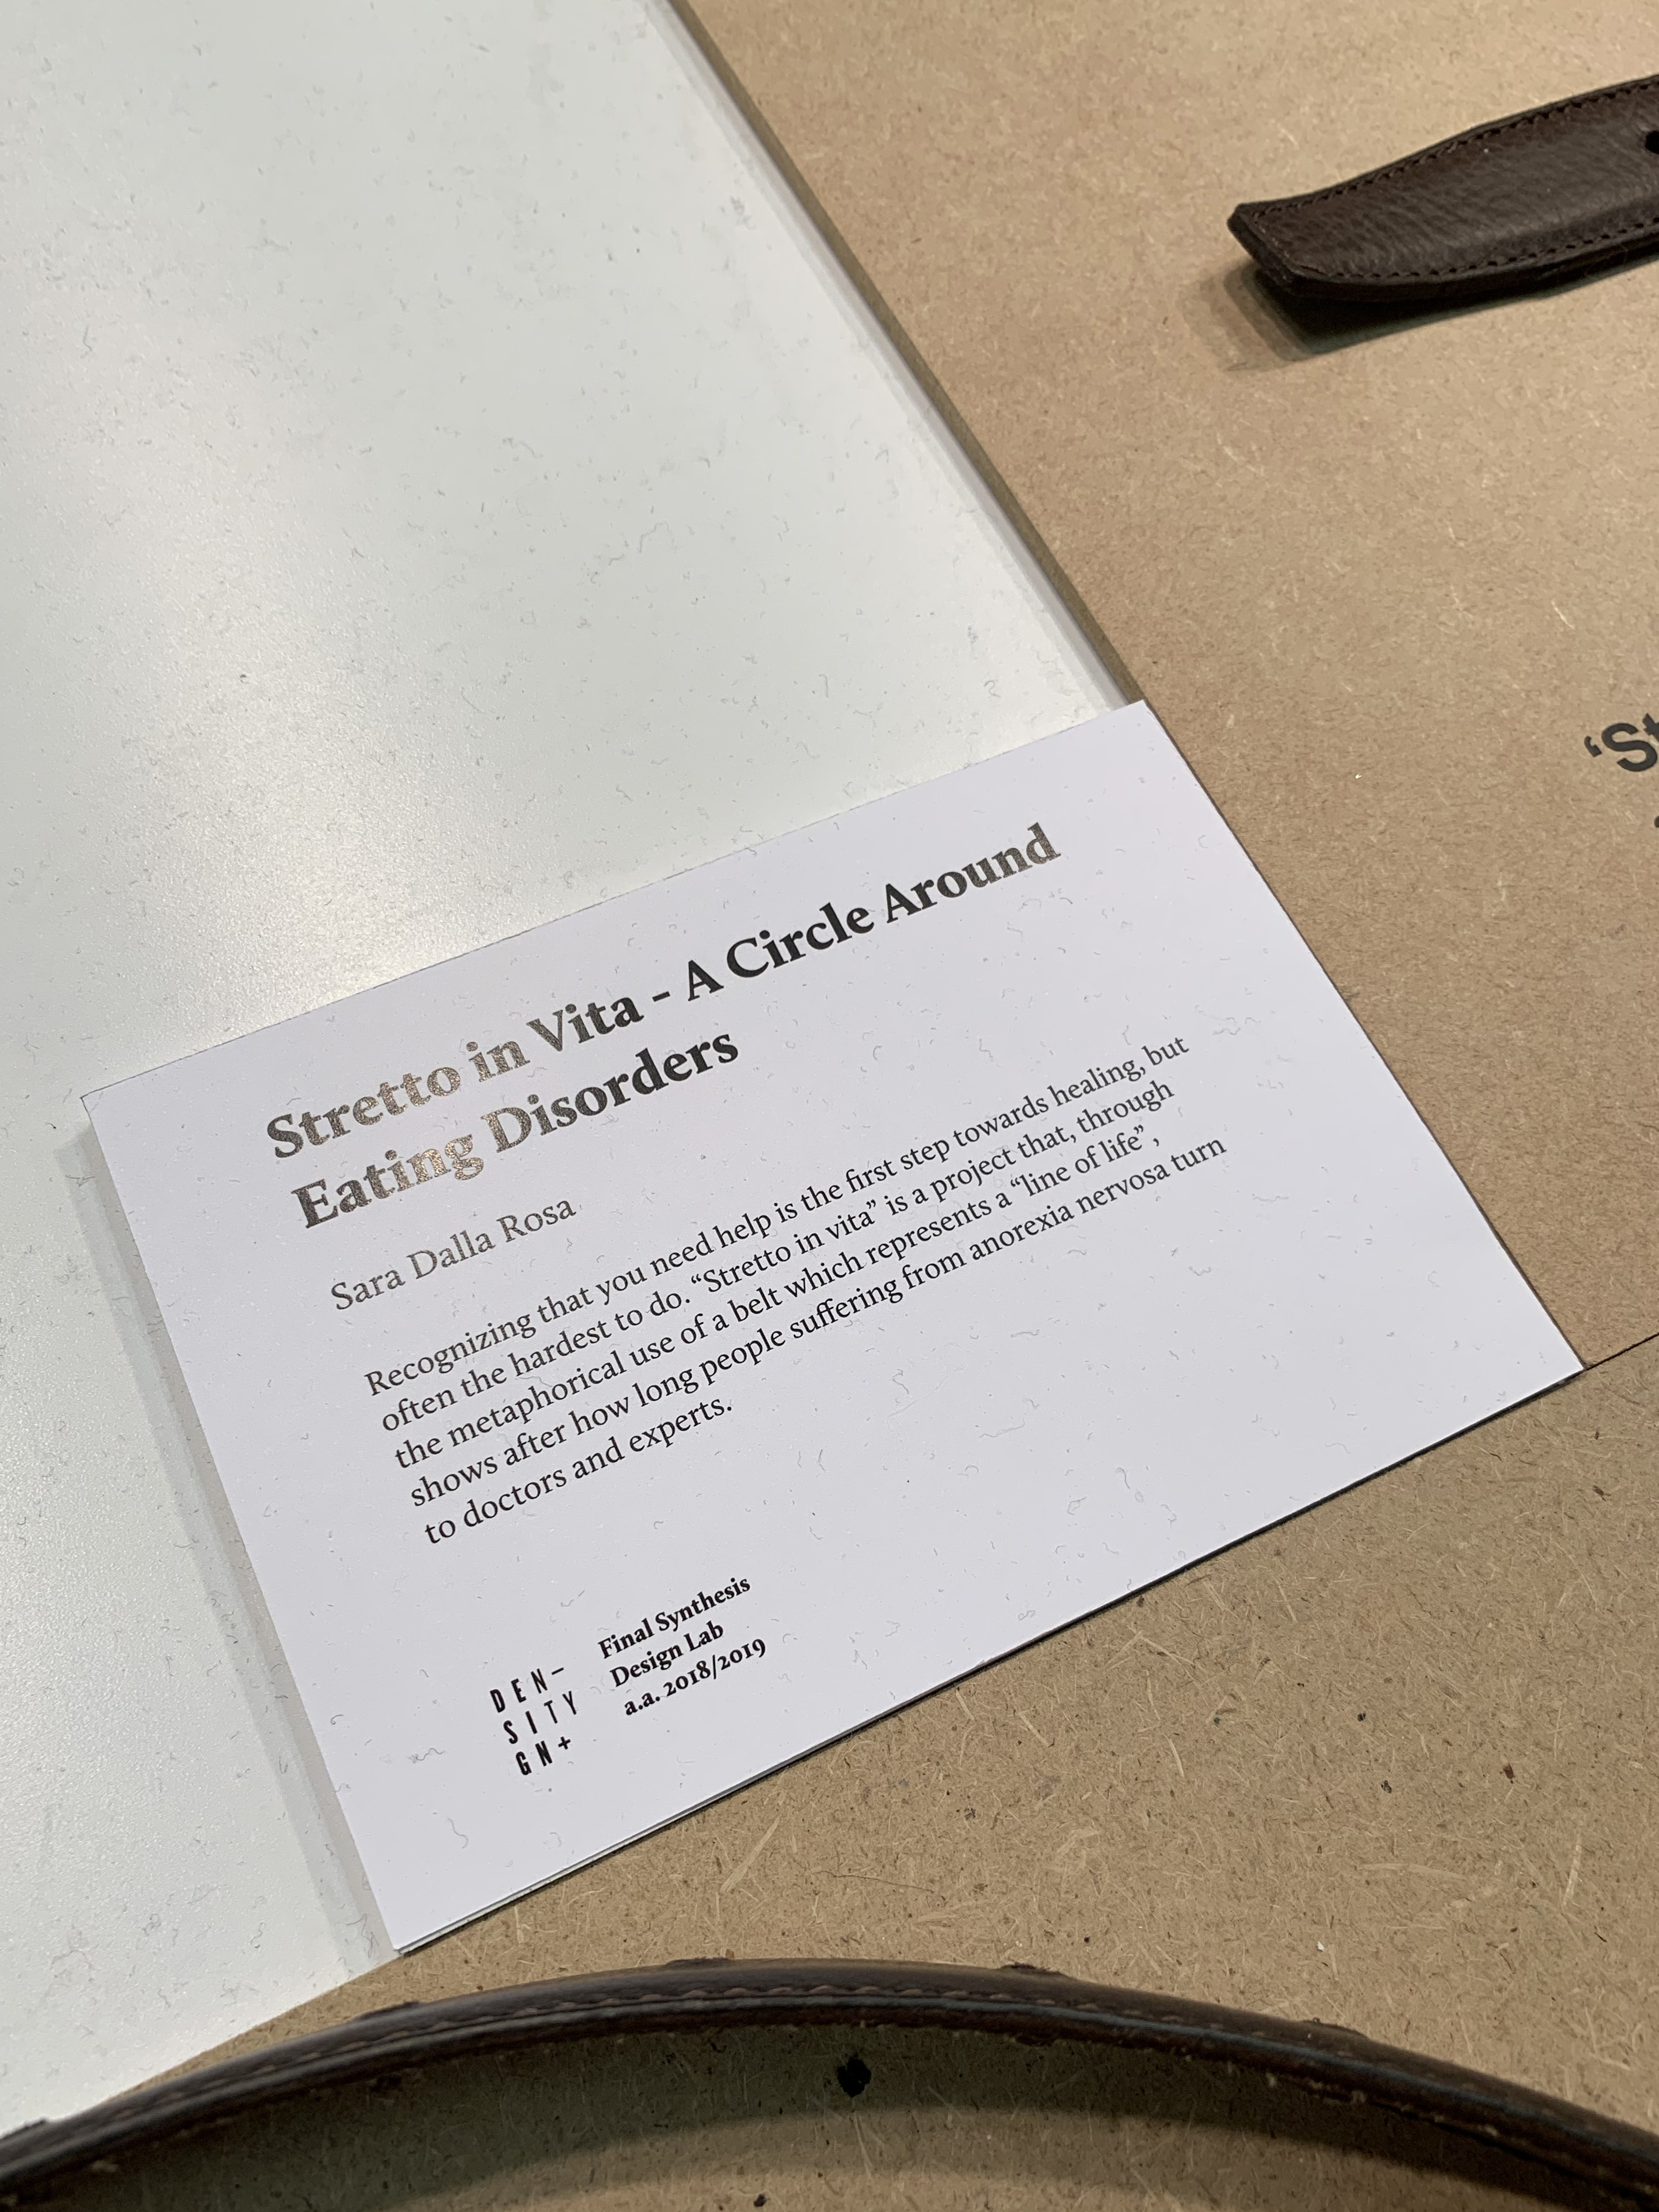 Stretto in Vita - A Circle Around
Eating Disorders
Sara Dalla Rosa
Recognizing that you need help is the first step towards healing, but
often the hardest to do. “Stretto in vita” is a project that, through
the metaphorical use of a belt which represents a “line of life”,
shows after how long people suffering from anorexia nervosa turn
to doctors and experts.
DEN–
SITY
GN+
Final Synthesis
Design Lab
a.a. 2018/2019